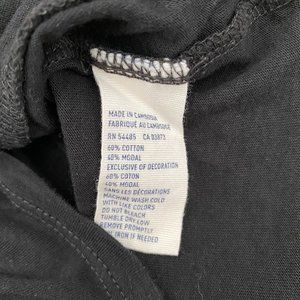 MADE IN CAMBODIA
FABRIQUÉ AU CAMBODGE
RN 54485 CA 03873
60% COTTON
40% MODAL
EXCLUSIVE OF DECORATION
60% COTON
40% MODAL
SANS LES DÉCORATIONS
MACHINE WASH COLD
WITH LIKE COLORS
DO NOT BLEACH
TUMBLE DRY LOW
REMOVE PROMPTLY
IRON IF NEEDED